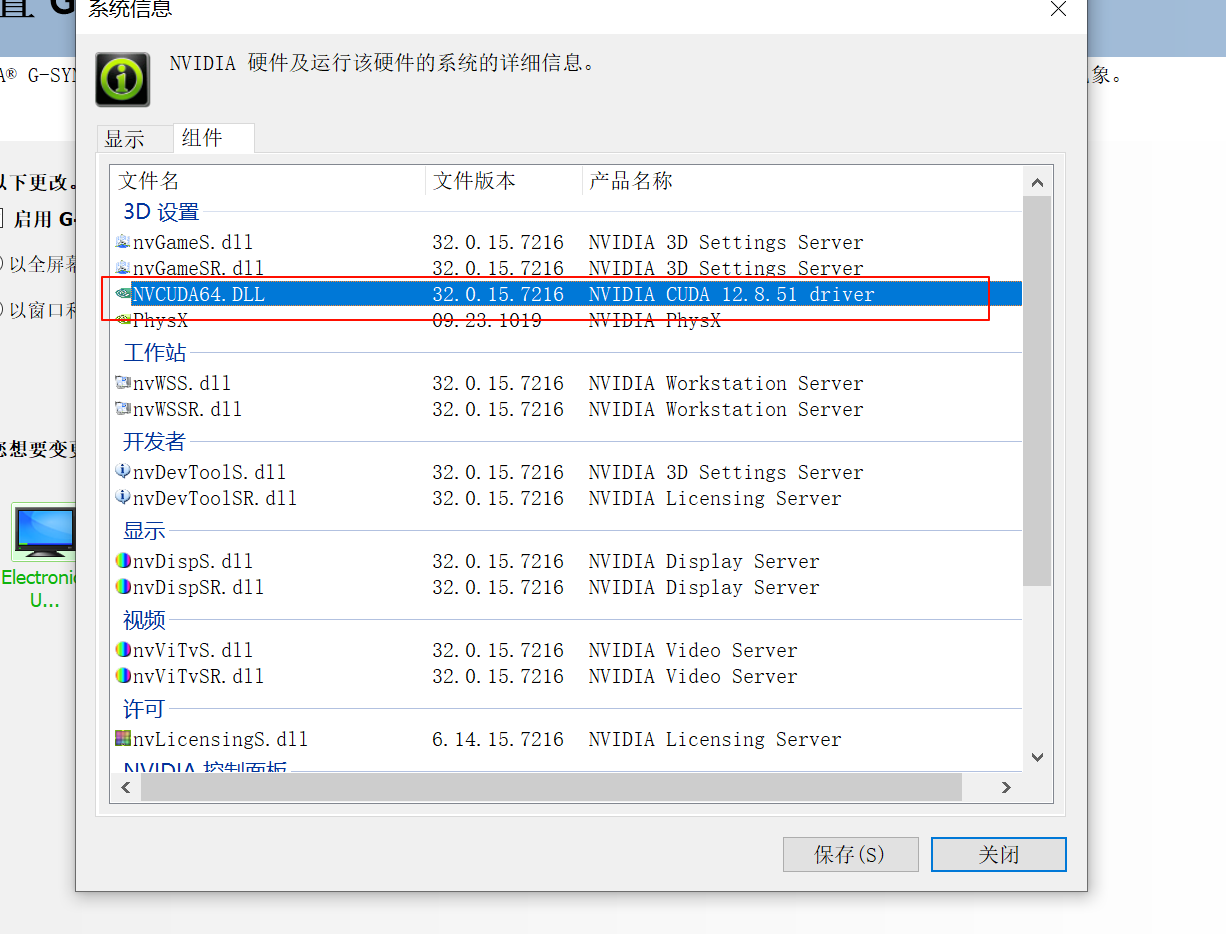 置 G-
系统信息
A® G-SYN
象。
NVIDIA 硬件及运行该硬件的系统的详细信息。
显示 组件
文件名 文件版本 产品名称
3D 设置
nvGameS.dll 32.0.15.7216 NVIDIA 3D Settings Server
nvGameSR.dll 32.0.15.7216 NVIDIA 3D Settings Server
NVCUDA64.DLL 32.0.15.7216 NVIDIA CUDA 12.8.51 driver
PhysX 09.23.1019 NVIDIA PhysX
工作站
nvWSS.dll 32.0.15.7216 NVIDIA Workstation Server
nvWSSR.dll 32.0.15.7216 NVIDIA Workstation Server
开发者
nvDevToolS.dll 32.0.15.7216 NVIDIA 3D Settings Server
nvDevToolSR.dll 32.0.15.7216 NVIDIA Licensing Server
显示
nvDispS.dll 32.0.15.7216 NVIDIA Display Server
nvDispSR.dll 32.0.15.7216 NVIDIA Display Server
视频
nvViTvS.dll 32.0.15.7216 NVIDIA Video Server
nvViTvSR.dll 32.0.15.7216 NVIDIA Video Server
许可
nvLicensingS.dll 6.14.15.7216 NVIDIA Licensing Server
NVIDIA 控制面板
保存(S) 关闭
以下更改。
启用 G-
以全屏幕
以窗口和
您想要变更
Electronic
U...